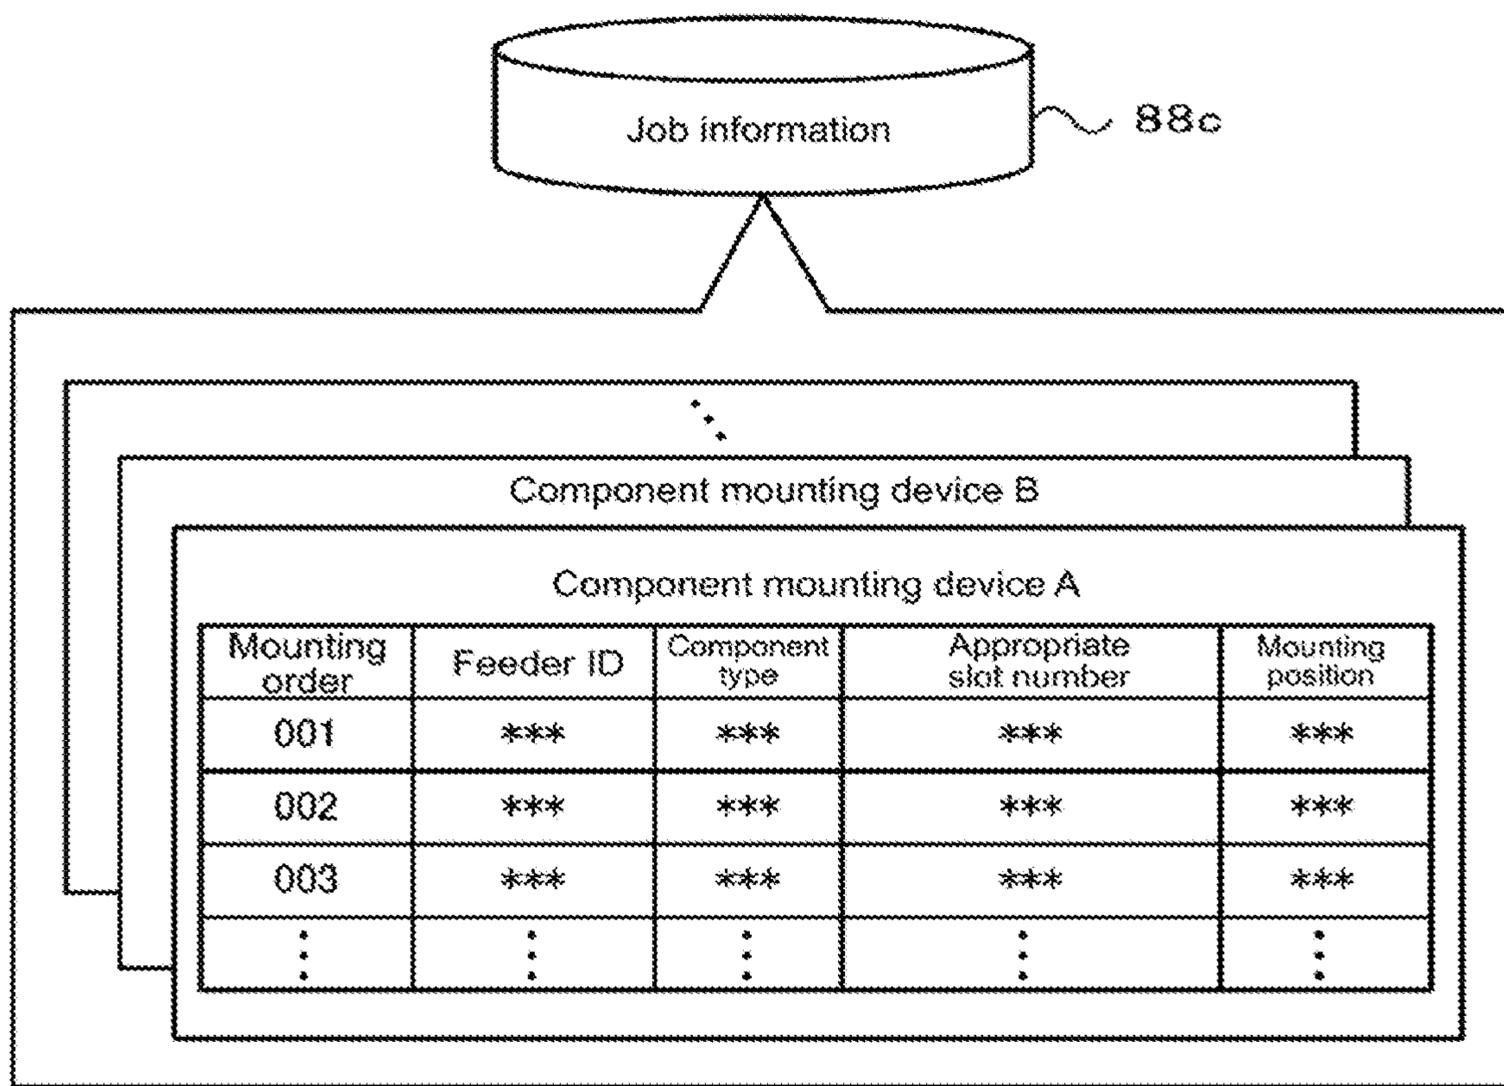 Job information
88c
Component mounting device B
Component mounting device A
Mounting order Feeder ID Component type Appropriate slot number Mounting position
001 *** *** *** ***
002 *** *** *** ***
003 *** *** *** ***